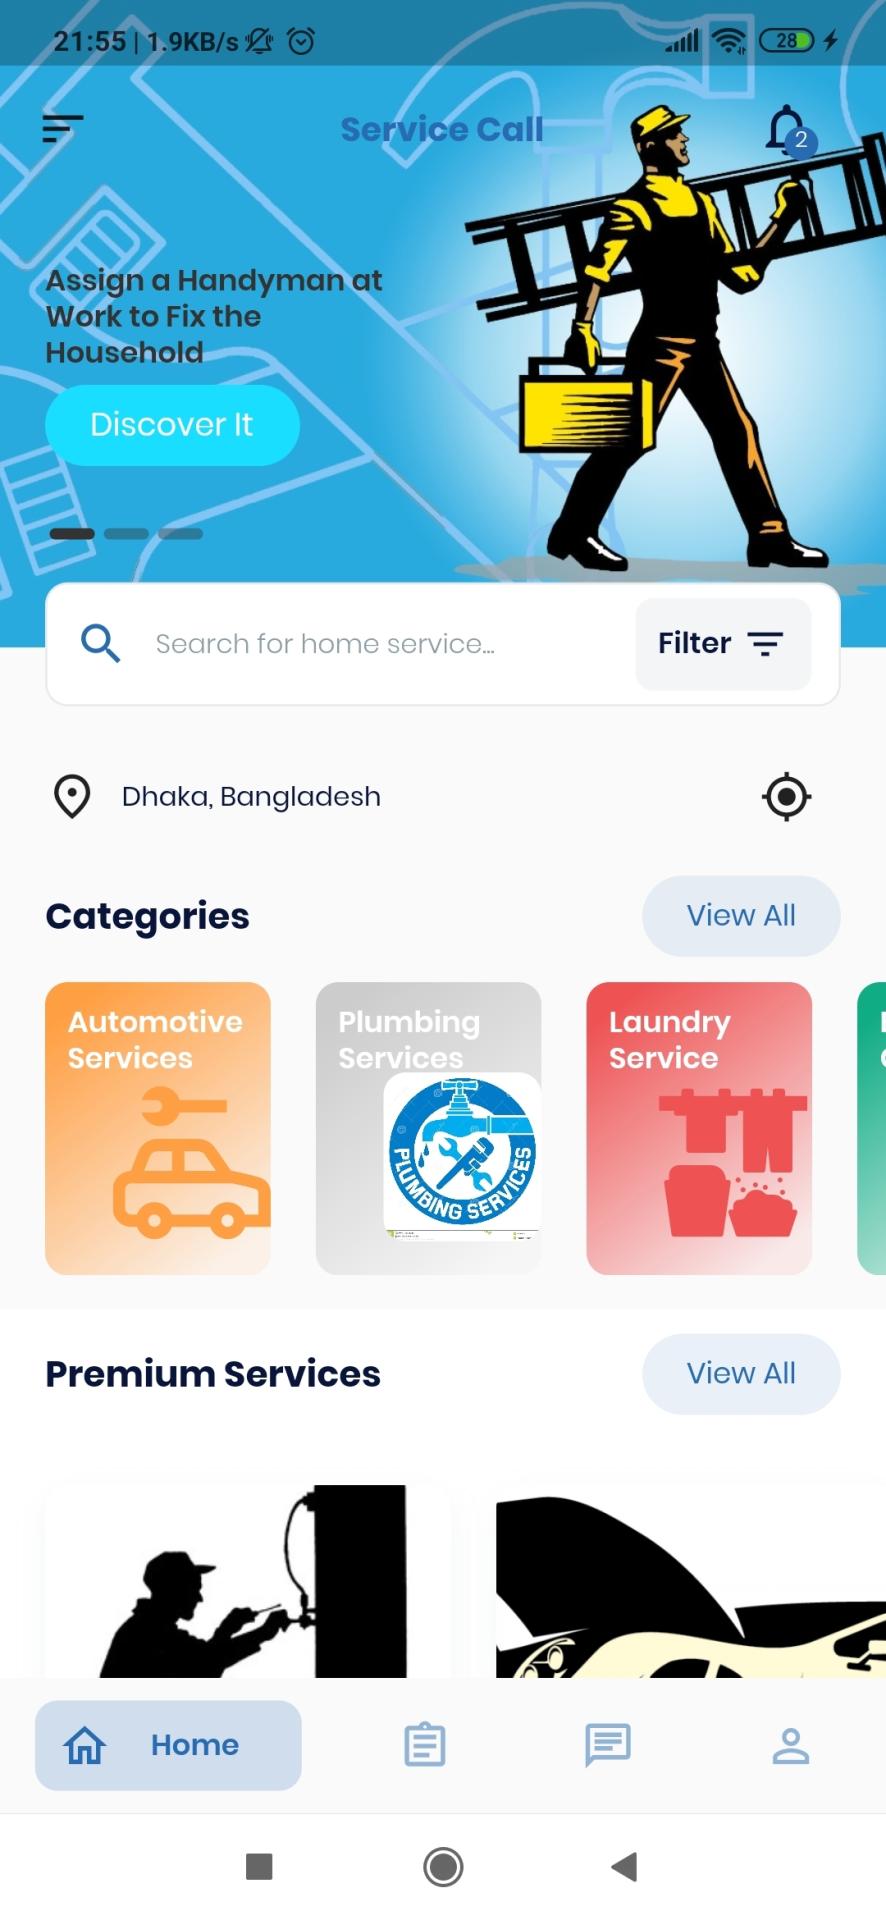 21:55 | 1.9KB/s
28
Service Call
2
Assign a Handyman at
Work to Fix the
Household
Discover It
Search for home service...
Filter
Dhaka, Bangladesh
Categories
View All
Automotive
Services
Plumbing
Services
Laundry
Service
PLUMBING SERVICES
Premium Services
View All
Home